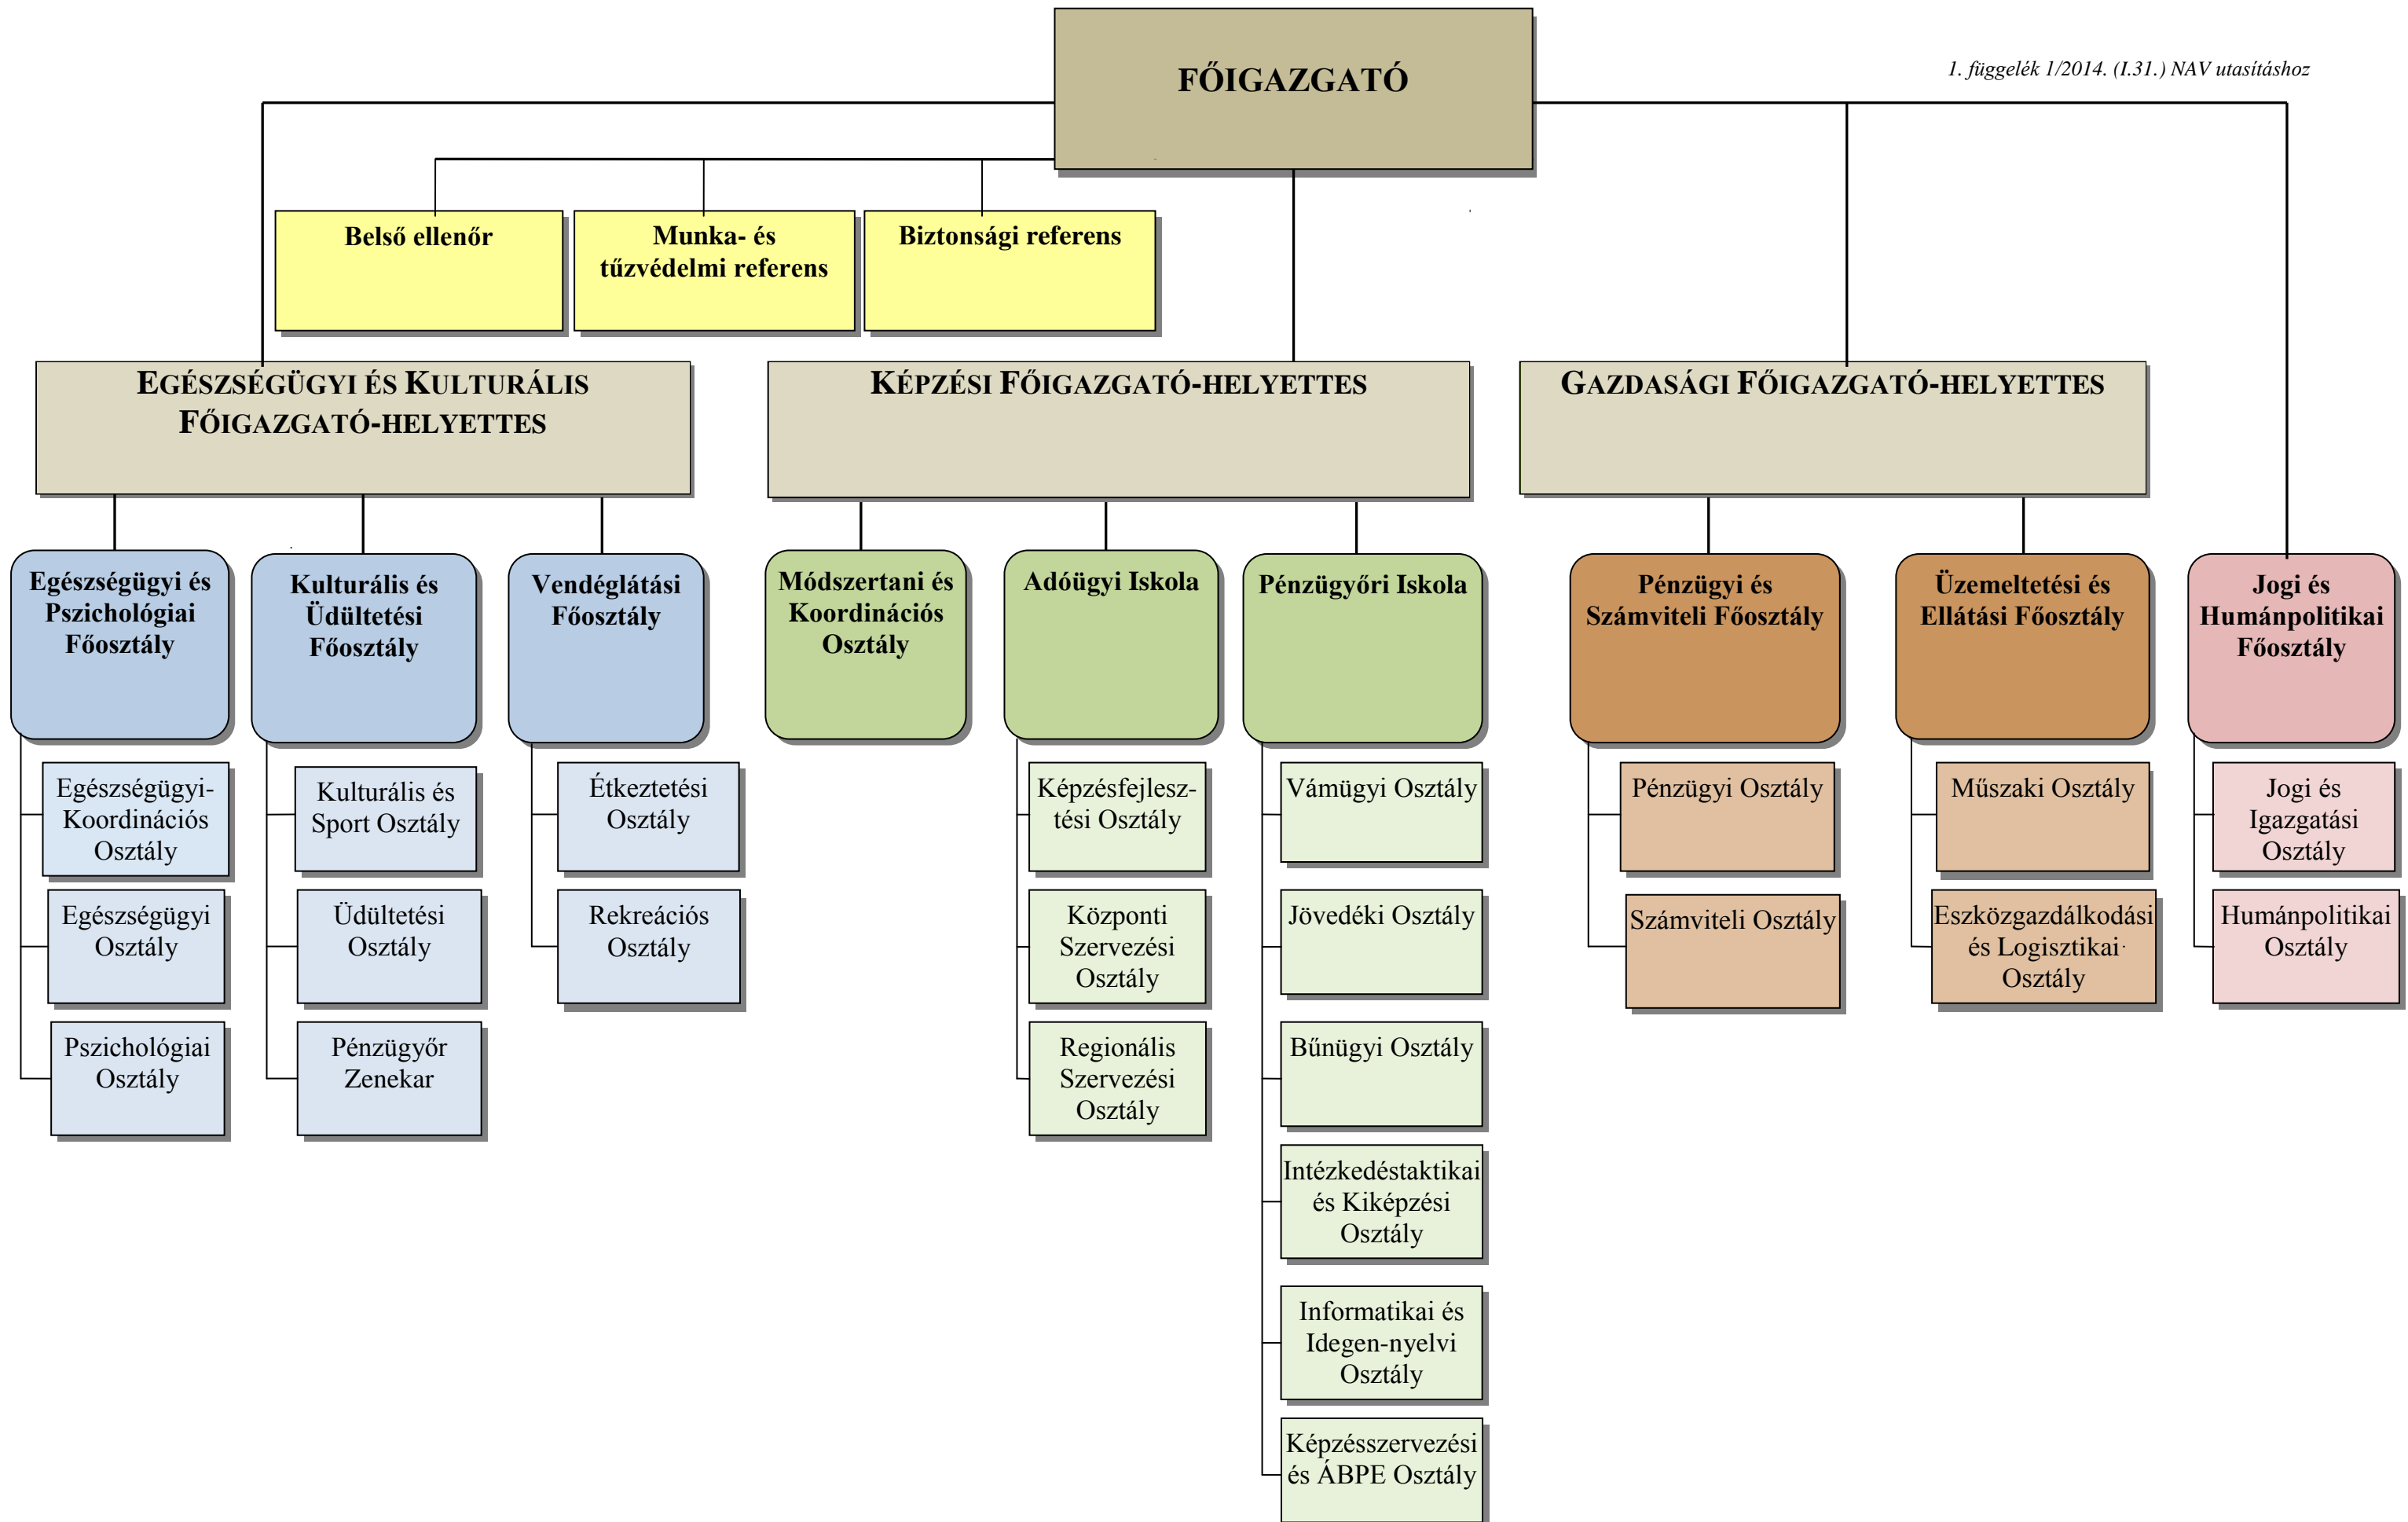 FŐIGAZGATÓ
1. függelék 1/2014. (I.31.) NAV utasításhoz
Belső ellenőr
Munka- és
tűzvédelmi referens
Biztonsági referens
EGÉSZSÉGÜGYI ÉS KULTURÁLIS
FŐIGAZGATÓ-HELYETTES
KÉPZÉSI FŐIGAZGATÓ-HELYETTES
GAZDASÁGI FŐIGAZGATÓ-HELYETTES
Egészségügyi és
Pszichológiai
Főosztály
Kulturális és
Üdültetési
Főosztály
Vendéglátási
Főosztály
Módszertani és
Koordinációs
Osztály
Adóügyi Iskola
Pénzügyőri Iskola
Pénzügyi és
Számviteli Főosztály
Üzemeltetési és
Ellátási Főosztály
Jogi és
Humánpolitikai
Főosztály
Egészségügyi-
Koordinációs
Osztály
Egészségügyi
Osztály
Pszichológiai
Osztály
Kulturális és
Sport Osztály
Üdültetési
Osztály
Pénzügyőr
Zenekar
Étkeztetési
Osztály
Rekreációs
Osztály
Képzésfejlesz-
tési Osztály
Központi
Szervezési
Osztály
Regionális
Szervezési
Osztály
Vámügyi Osztály
Jövedéki Osztály
Bűnügyi Osztály
Intézkedéstaktikai
és Kiképzési
Osztály
Informatikai és
Idegen-nyelvi
Osztály
Képzésszervezési
és ÁBPE Osztály
Pénzügyi Osztály
Számviteli Osztály
Műszaki Osztály
Eszközgazdálkodási
és Logisztikai
Osztály
Jogi és
Igazgatási
Osztály
Humánpolitikai
Osztály